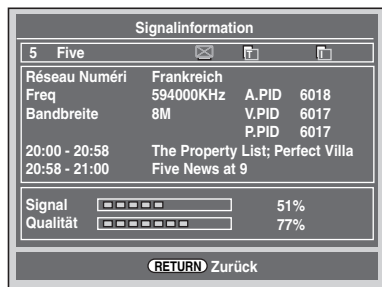 Signalinformation
5 Five
Réseau Numéri Frankreich
Freq 594000KHz A.PID 6018
Bandbreite 8M V.PID 6017
P.PID 6017
20:00 - 20:58 The Property List; Perfect Villa
20:58 - 21:00 Five News at 9
Signal 51%
Qualität 77%
RETURN Zurück